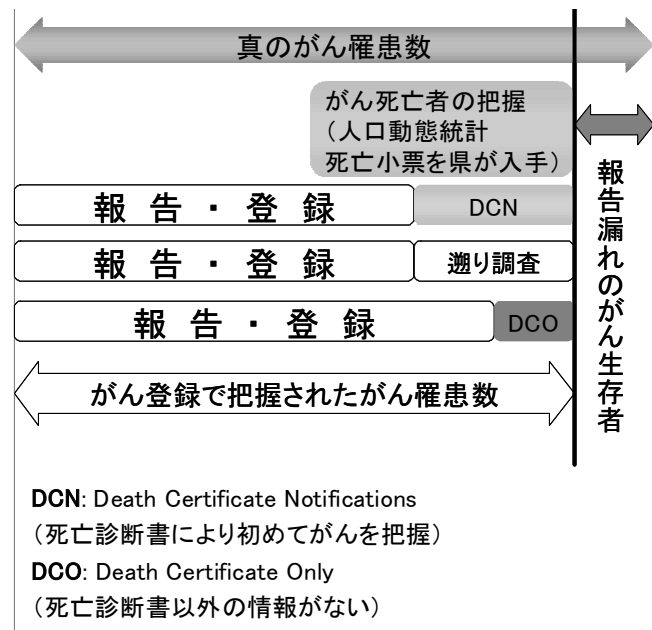 真のがん罹患数
がん死亡者の把握
（人口動態統計
死亡小票を県が入手）
報告・登録
DCN
報告・登録
遡り調査
報告・登録
DCO
がん登録で把握されたがん罹患数
報告漏れのがん生存者
DCN: Death Certificate Notifications
（死亡診断書により初めてがんを把握）
DCO: Death Certificate Only
（死亡診断書以外の情報がない）